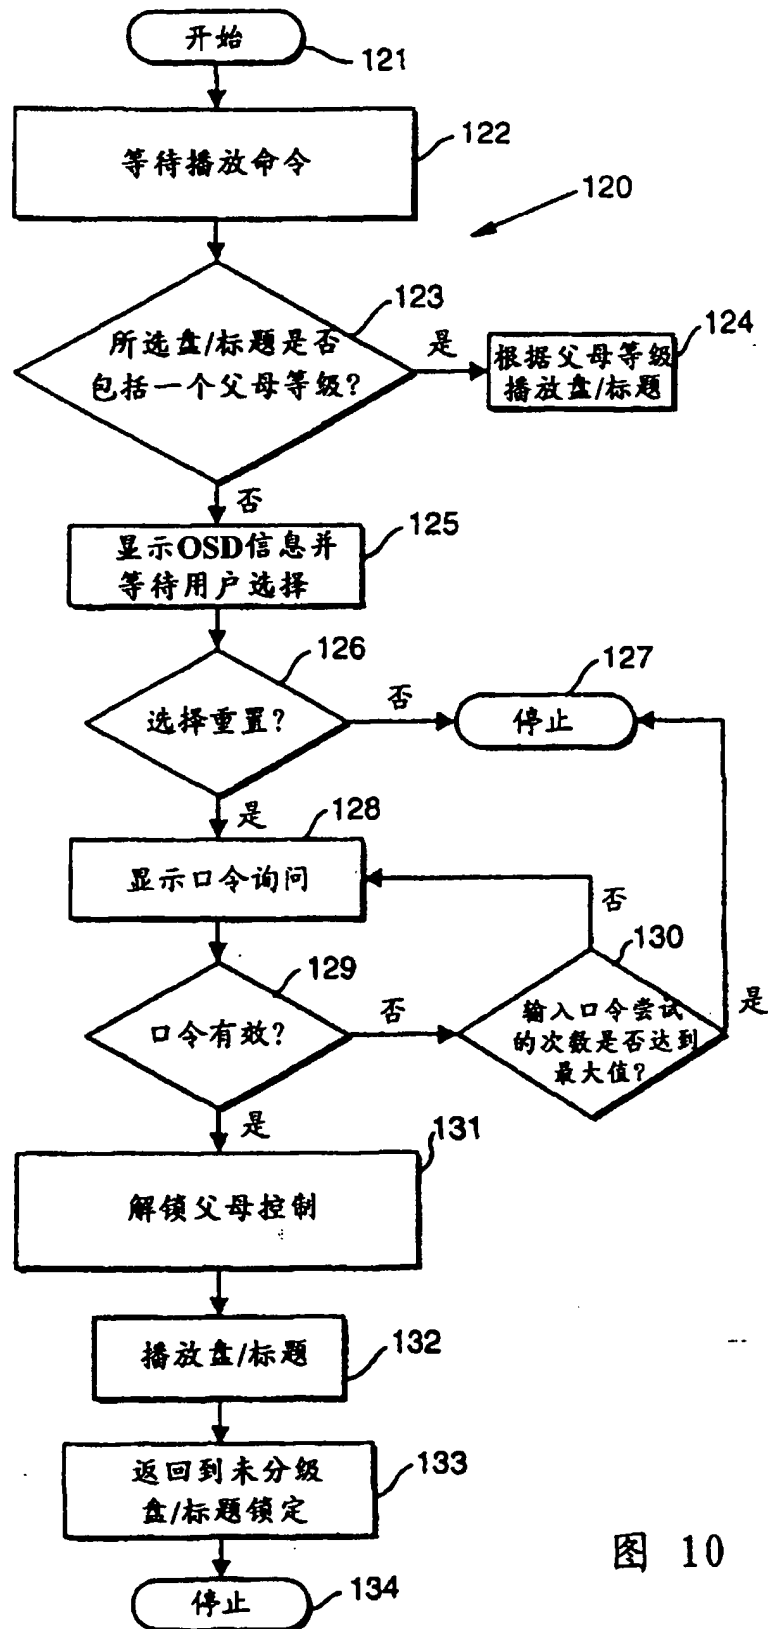 开始
121
等待播放命令
122
120
所选盘/标题是否
包括一个父母等级?
123
是
根据父母等级
播放盘/标题
124
否
显示OSD信息并
等待用户选择
125
选择重置?
126
否
停止
127
是
显示口令询问
128
否
口令有效?
129
否
输入口令尝试
的次数是否达到
最大值?
130
是
是
解锁父母控制
131
播放盘/标题
132
返回到未分级
盘/标题锁定
133
停止
134
图 10